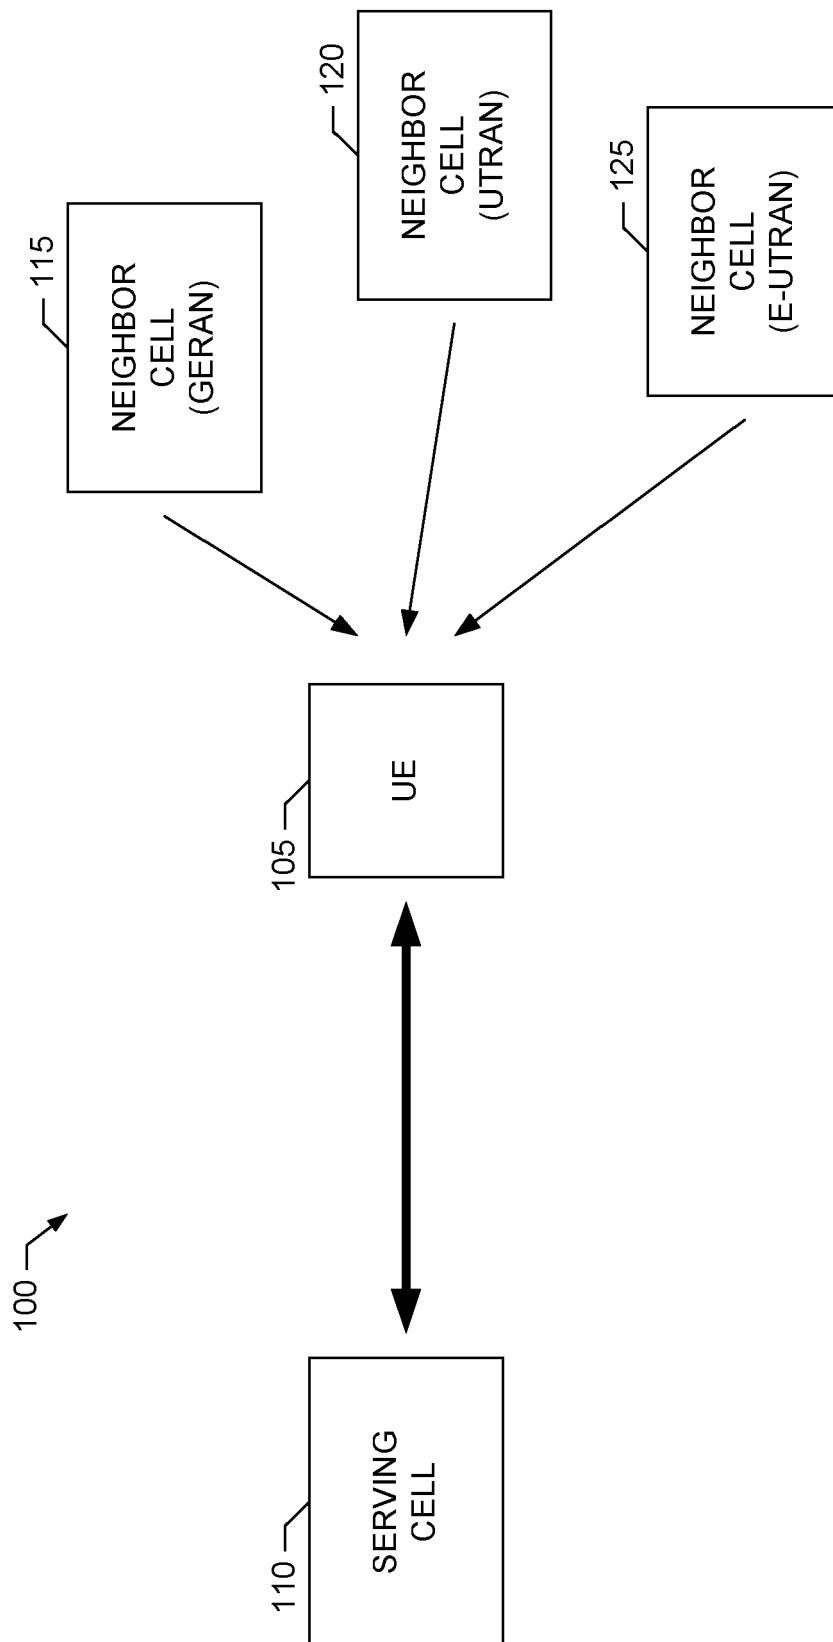 100
110
SERVING
CELL
105
UE
115
NEIGHBOR
CELL
(GERAN)
120
NEIGHBOR
CELL
(UTRAN)
125
NEIGHBOR
CELL
(E-UTRAN)